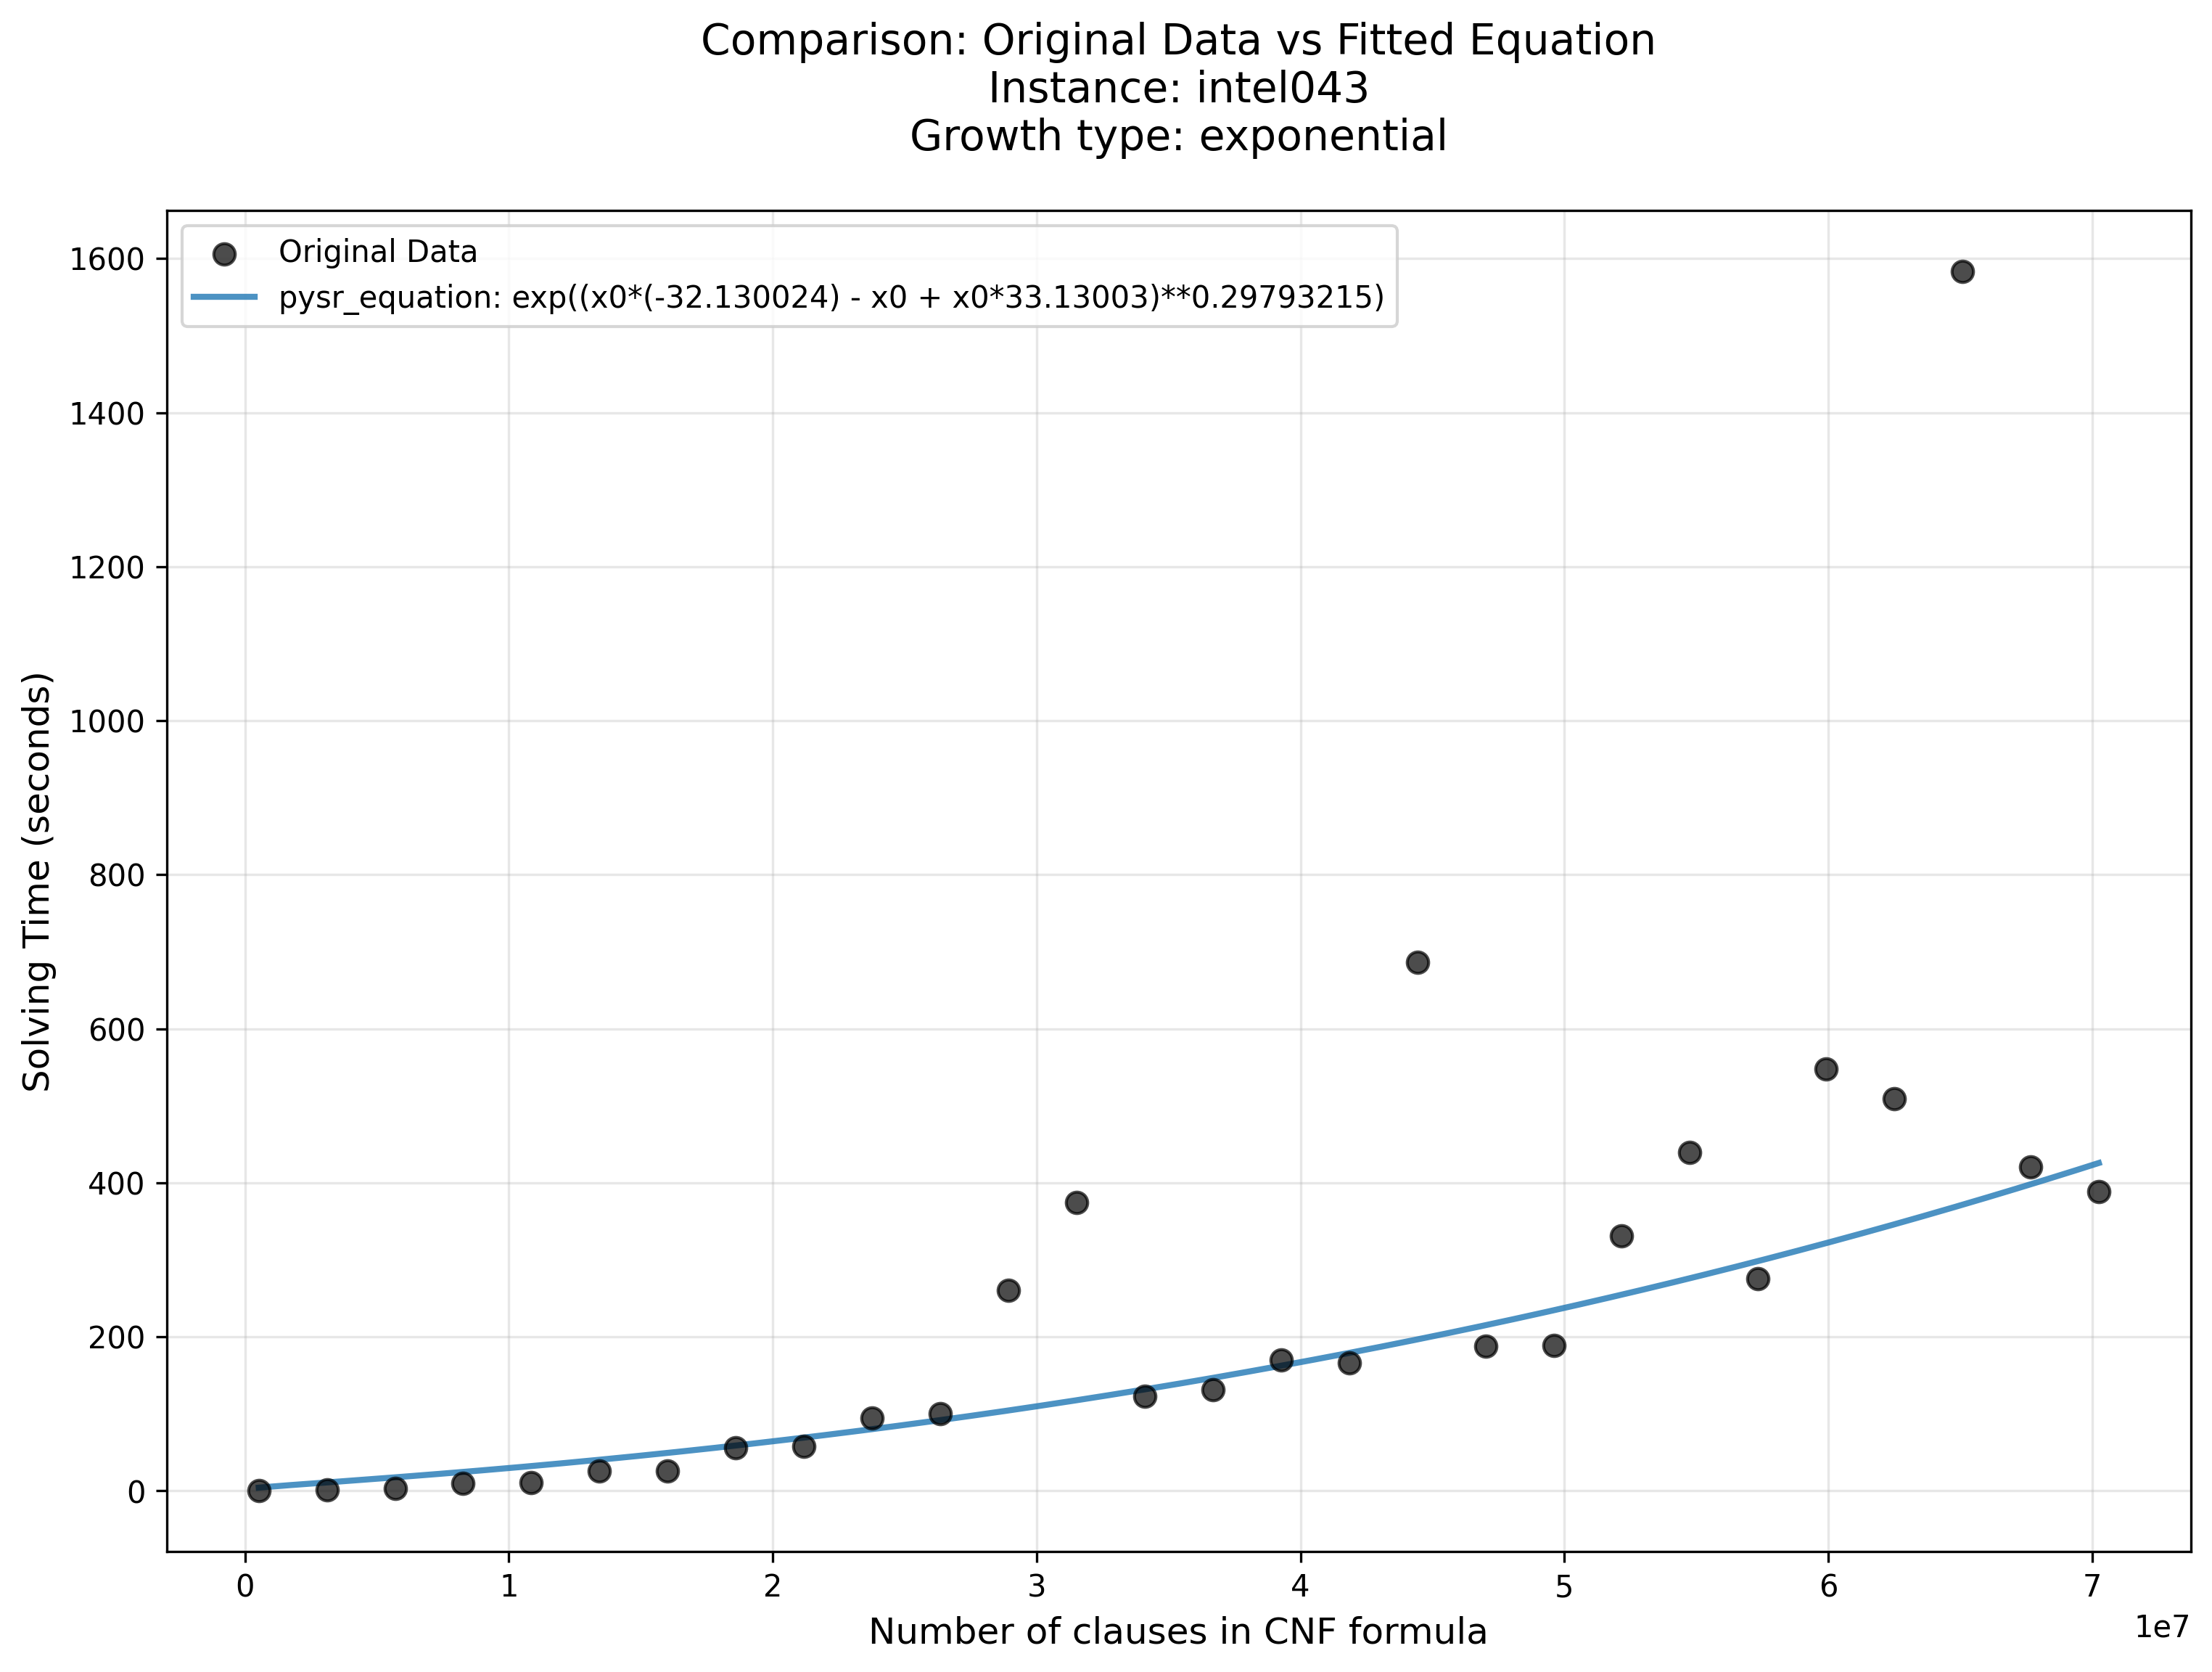 Comparison: Original Data vs Fitted Equation
Instance: intel043
Growth type: exponential
Original Data
pysr_equation: exp((x0*(-32.130024) - x0 + x0*33.13003)**0.29793215)
1600
1400
1200
1000
800
600
400
200
0
Solving Time (seconds)
0 1 2 3 4 5 6 7
1e7
Number of clauses in CNF formula